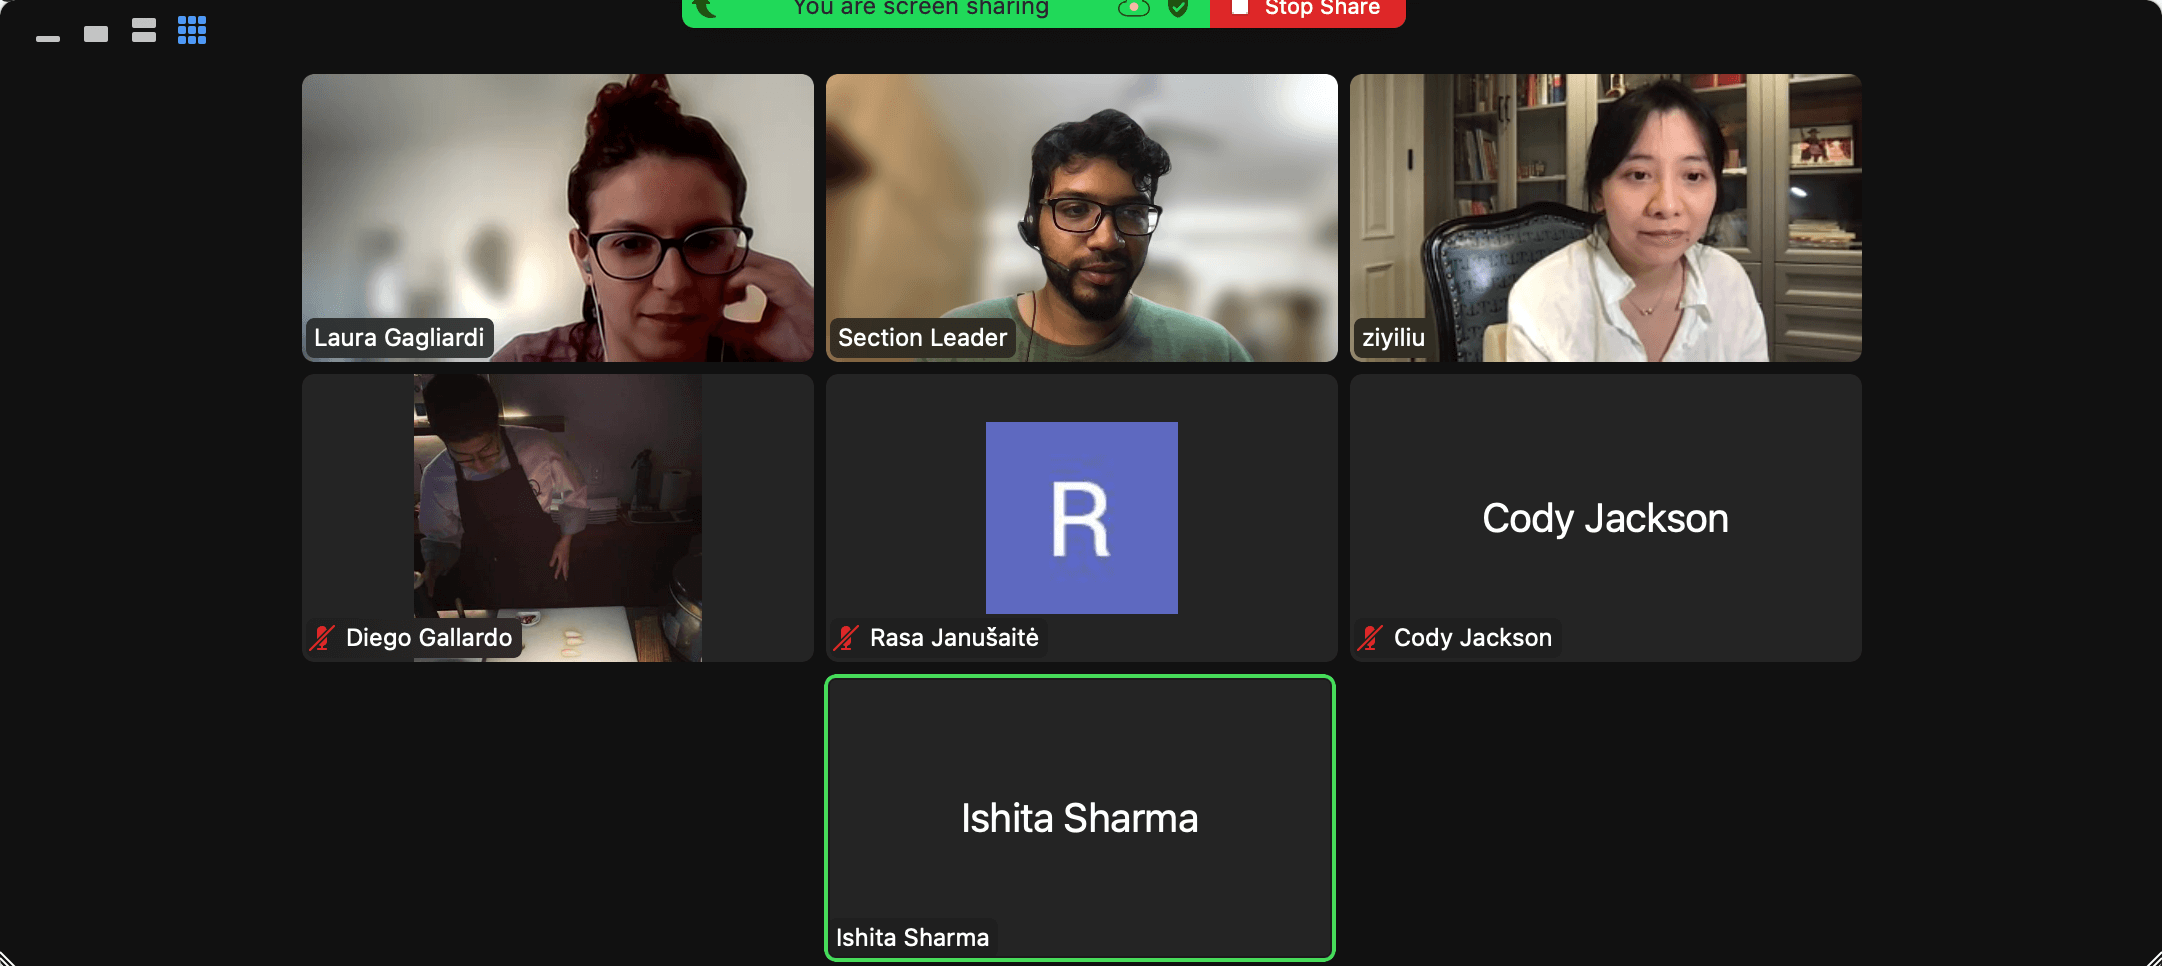 You are screen sharing
Stop Share
Laura Gagliardi
Section Leader
ziyiliu
Diego Gallardo
R
Rasa Janušaitė
Cody Jackson
Cody Jackson
Ishita Sharma
Ishita Sharma